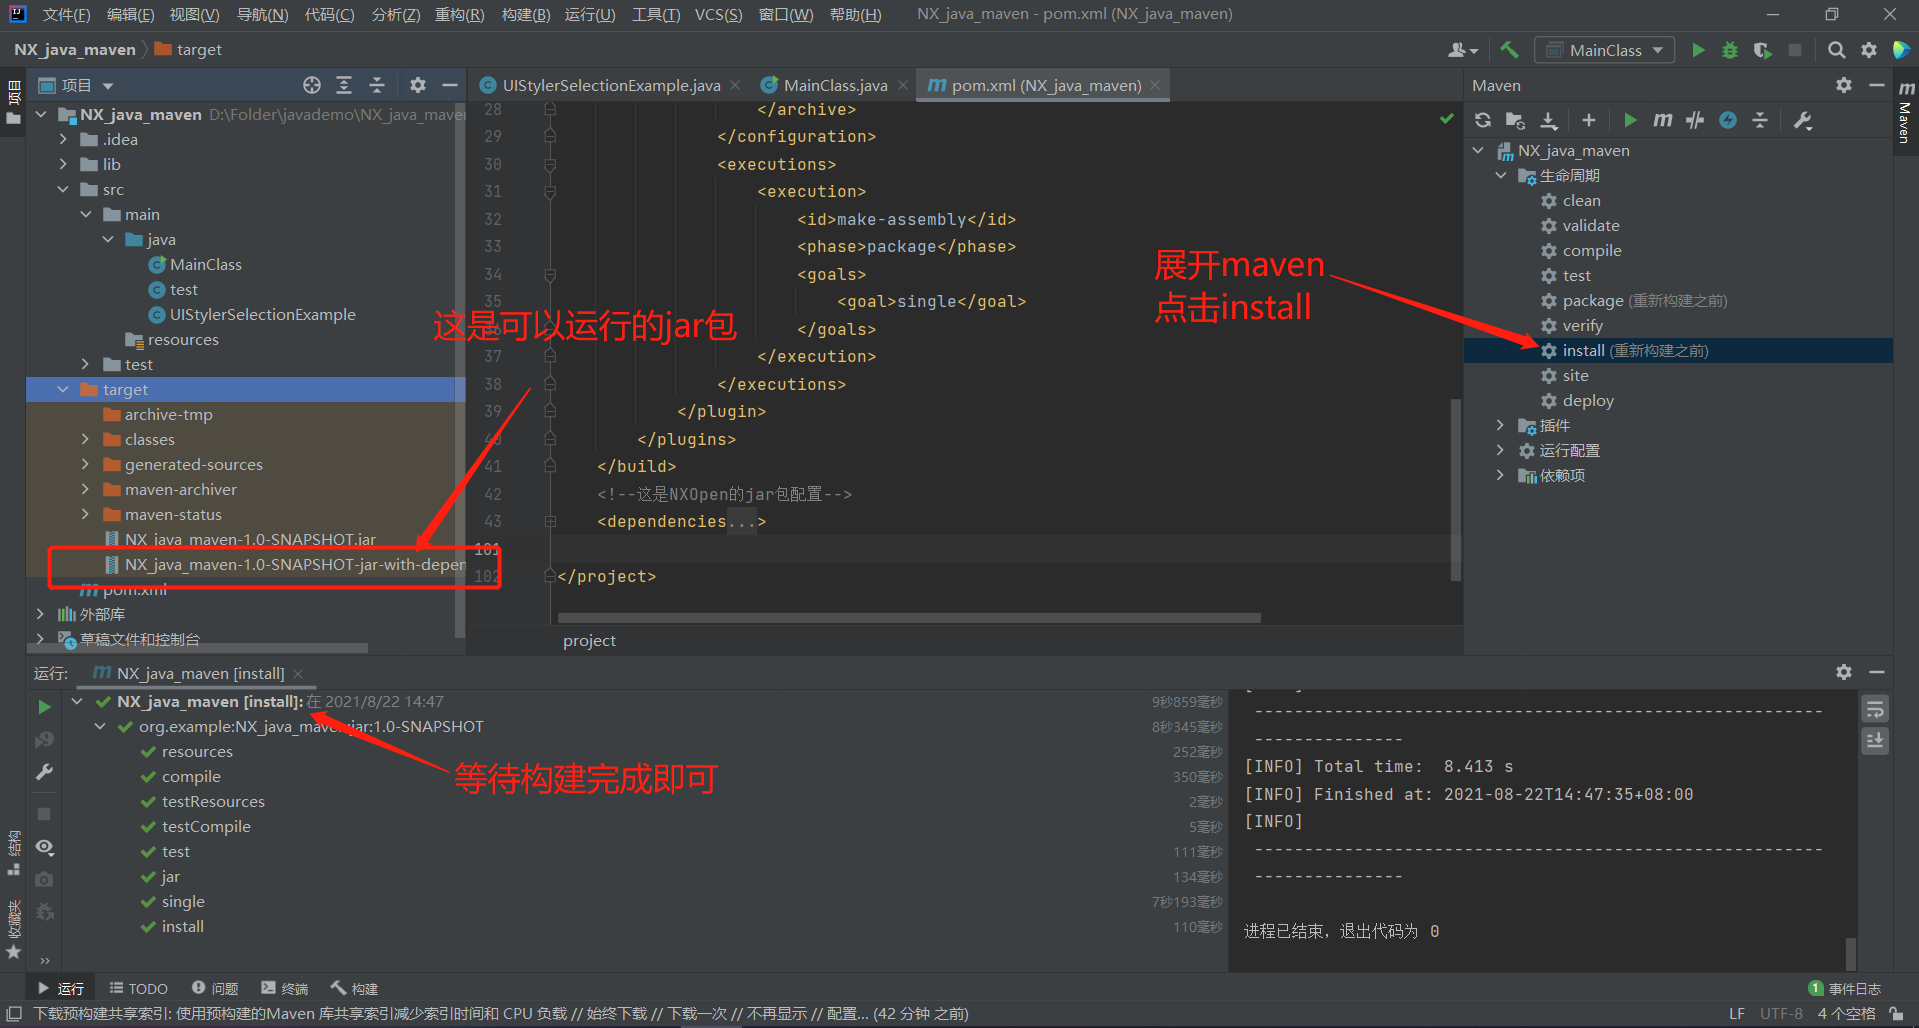 文件(F) 编辑(E) 视图(V) 导航(N) 代码(C) 分析(Z) 重构(R) 构建(B) 运行(U) 工具(T) VCS(S) 窗口(W) 帮助(H) NX_java_maven - pom.xml (NX_java_maven)
NX_java_maven target MainClass
项目
UIStylerSelectionExample.java MainClass.java pom.xml (NX_java_maven)
Maven
NX_java_maven D:\Folder\javademo\NX_java_maven
.idea
lib
src
main
java
MainClass
test
UIStylerSelectionExample
resources
test
target
archive-tmp
classes
generated-sources
maven-archiver
maven-status
NX_java_maven-1.0-SNAPSHOT.jar
NX_java_maven-1.0-SNAPSHOT-jar-with-depen
pom.xml
外部库
草稿文件和控制台
28 </archive>
29 </configuration>
30 <executions>
31 <execution>
32 <id>make-assembly</id>
33 <phase>package</phase>
34 <goals>
35 <goal>single</goal>
36 </goals>
37 </execution>
38 </executions>
39 </plugin>
40 </plugins>
41 </build>
42 <!--这是NXOpen的jar包配置-->
43 <dependencies...>
101
102 </project>
project
这是可以运行的jar包
展开maven
点击install
NX_java_maven
生命周期
clean
validate
compile
test
package (重新构建之前)
verify
install (重新构建之前)
site
deploy
插件
运行配置
依赖项
项目
Maven
运行: NX_java_maven [install]
NX_java_maven [install]: 在 2021/8/22 14:47 9秒859毫秒
org.example:NX_java_maven:jar:1.0-SNAPSHOT 8秒345毫秒
resources 252毫秒
compile 350毫秒
testResources 2毫秒
testCompile 5毫秒
test 111毫秒
jar 134毫秒
single 7秒193毫秒
install 110毫秒
等待构建完成即可
------------------------------------------------------------
---------------
[INFO] Total time:  8.413 s
[INFO] Finished at: 2021-08-22T14:47:35+08:00
[INFO]
------------------------------------------------------------
---------------
进程已结束，退出代码为 0
结构
收藏夹
运行 TODO 问题 终端 构建 1 事件日志
下载预构建共享索引: 使用预构建的Maven 库共享索引减少索引时间和 CPU 负载 // 始终下载 // 下载一次 // 不再显示 // 配置... (42 分钟 之前) LF UTF-8 4 个空格